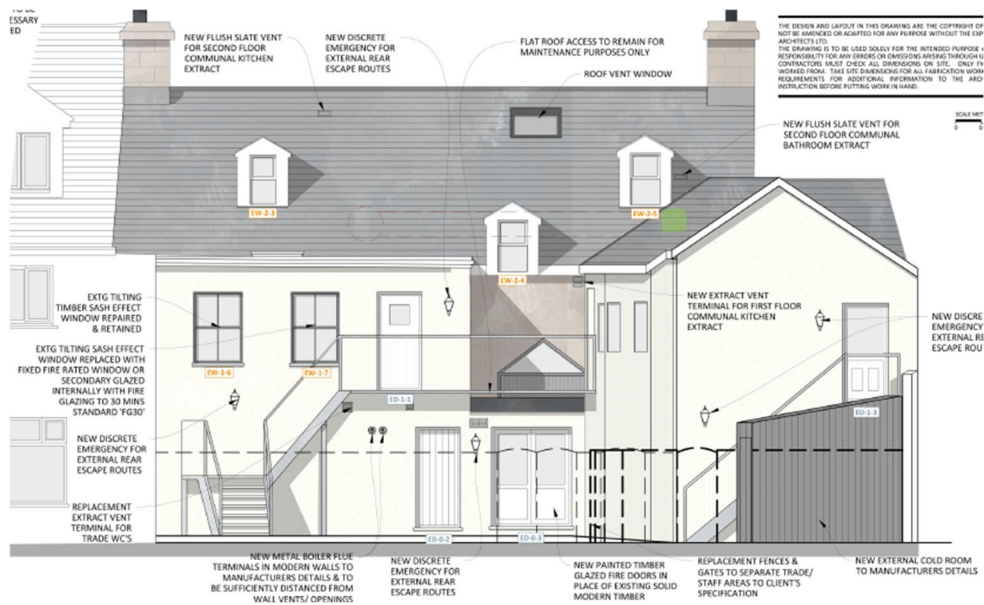 ESSARY
ED
NEW FLUSH SLATE VENT
FOR SECOND FLOOR
COMMUNAL KITCHEN
EXTRACT
NEW DISCRETE
EMERGENCY FOR
EXTERNAL REAR
ESCAPE ROUTES
FLAT ROOF ACCESS TO REMAIN FOR
MAINTENANCE PURPOSES ONLY
ROOF VENT WINDOW
THE DESIGN AND LAYOUT IN THIS DRAWING ARE THE COPYRIGHT OF
NOT BE AMENDED OR ADAPTED FOR ANY PURPOSE WITHOUT THE EXP
ARCHITECTS LTD.
THE DRAWING IS TO BE USED SOLELY FOR THE INTENDED PURPOSE
RESPONSIBILITY FOR ANY ERRORS OR OMISSIONS ARISING THROUGH U
CONTRACTORS MUST CHECK ALL DIMENSIONS ON SITE. ONLY
WORKED FROM. TAKE SITE DIMENSIONS FOR ALL FABRICATION WORK
REQUIREMENTS FOR ADDITIONAL INFORMATION TO THE ARC
INSTRUCTION BEFORE PUTTING WORK IN HAND.
SCALE MET
0
NEW FLUSH SLATE VENT FOR
SECOND FLOOR COMMUNAL
BATHROOM EXTRACT
EW-2-3
EW-2-5
EW-2-4
EXTG TILTING
TIMBER SASH EFFECT
WINDOW REPAIRED
& RETAINED
NEW EXTRACT VENT
TERMINAL FOR FIRST FLOOR
COMMUNAL KITCHEN
EXTRACT
NEW DISCRE
EMERGENCY
EXTERNAL RE
ESCAPE ROU
EXTG TILTING SASH EFFECT
WINDOW REPLACED WITH
FIXED FIRE RATED WINDOW OR
SECONDARY GLAZED
INTERNALLY WITH FIRE
GLAZING TO 30 MINS
STANDARD 'FG30'
EW-1-6
EW-1-7
ED-1-1
ED-1-3
NEW DISCRETE
EMERGENCY FOR
EXTERNAL REAR
ESCAPE ROUTES
REPLACEMENT
EXTRACT VENT
TERMINAL FOR
TRADE WC'S
ED-0-2
ED-0-3
NEW METAL BOILER FLUE
TERMINALS IN MODERN WALLS TO
MANUFACTURERS DETAILS & TO
BE SUFFICIENTLY DISTANCED FROM
WALL VENTS/ OPENINGS
NEW DISCRETE
EMERGENCY FOR
EXTERNAL REAR
ESCAPE ROUTES
NEW PAINTED TIMBER
GLAZED FIRE DOORS IN
PLACE OF EXISTING SOLID
MODERN TIMBER
REPLACEMENT FENCES &
GATES TO SEPARATE TRADE/
STAFF AREAS TO CLIENT'S
SPECIFICATION
NEW EXTERNAL COLD ROOM
TO MANUFACTURERS DETAILS